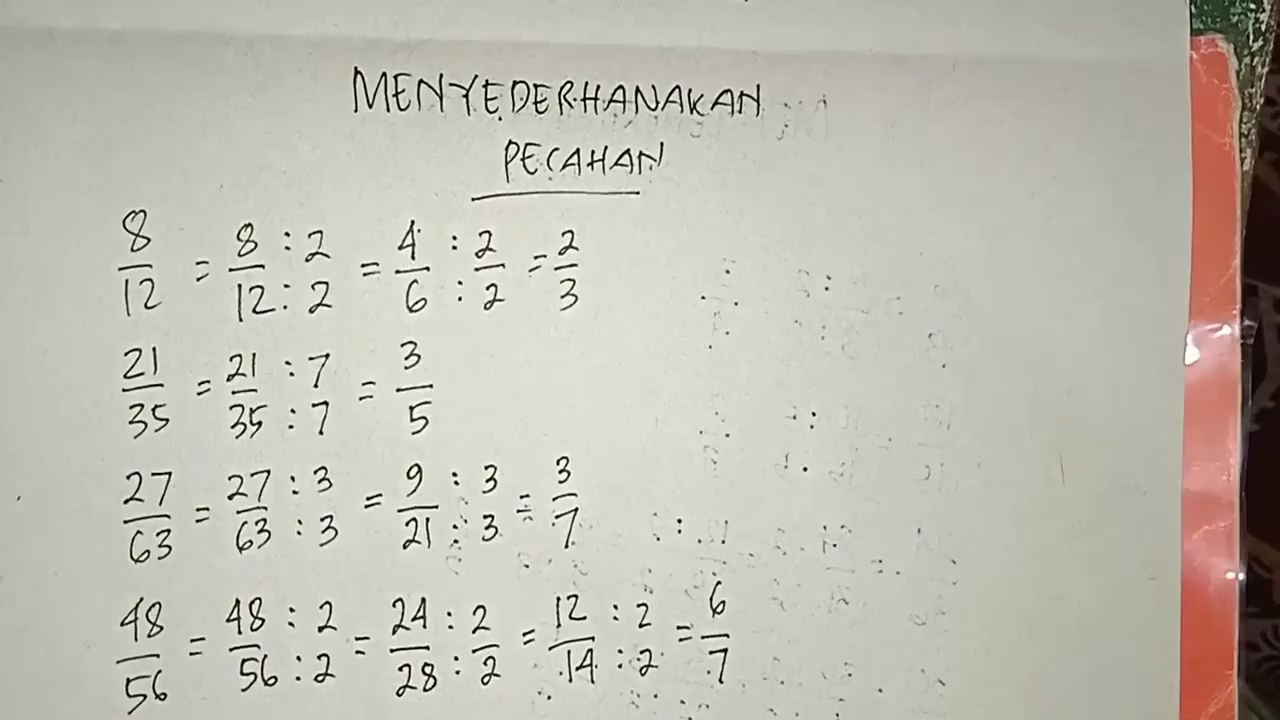 MENYEDERHANAKAN
PECAHAN
8/12 = 8 : 2 / 12 : 2 = 4 : 2 / 6 : 2 = 2/3
21/35 = 21 : 7 / 35 : 7 = 3/5
27/63 = 27 : 3 / 63 : 3 = 9 : 3 / 21 : 3 = 3/7
48/56 = 48 : 2 / 56 : 2 = 24 : 2 / 28 : 2 = 12 : 2 / 14 : 2 = 6/7